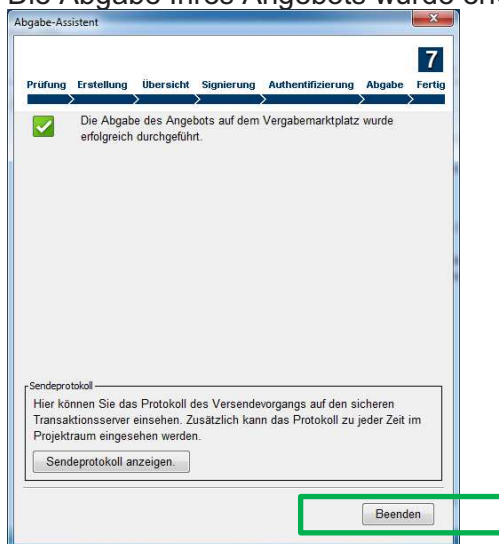 Die Abgabe Ihres Angebots wurde
Abgabe-Assistent
7
Prüfung Erstellung Übersicht Signierung Authentifizierung Abgabe Fertig
Die Abgabe des Angebots auf dem Vergabemarktplatz wurde
erfolgreich durchgeführt.
Sendeprotokoll
Hier können Sie das Protokoll des Versendevorgangs auf den sicheren
Transaktionsserver einsehen. Zusätzlich kann das Protokoll zu jeder Zeit im
Projektraum eingesehen werden.
Sendeprotokoll anzeigen.
Beenden